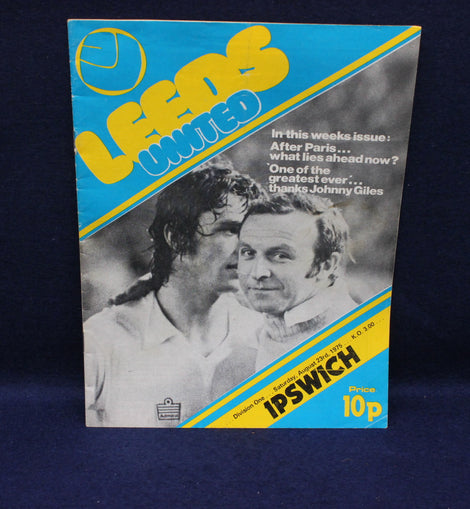 LEEDS
UNITED
In this weeks issue:
After Paris...
what lies ahead now?
'One of the
greatest ever'...
thanks Johnny Giles
Division One Saturday, August 23rd, 1975 K.O. 3.00
IPSWICH
Price
10p
Admiral